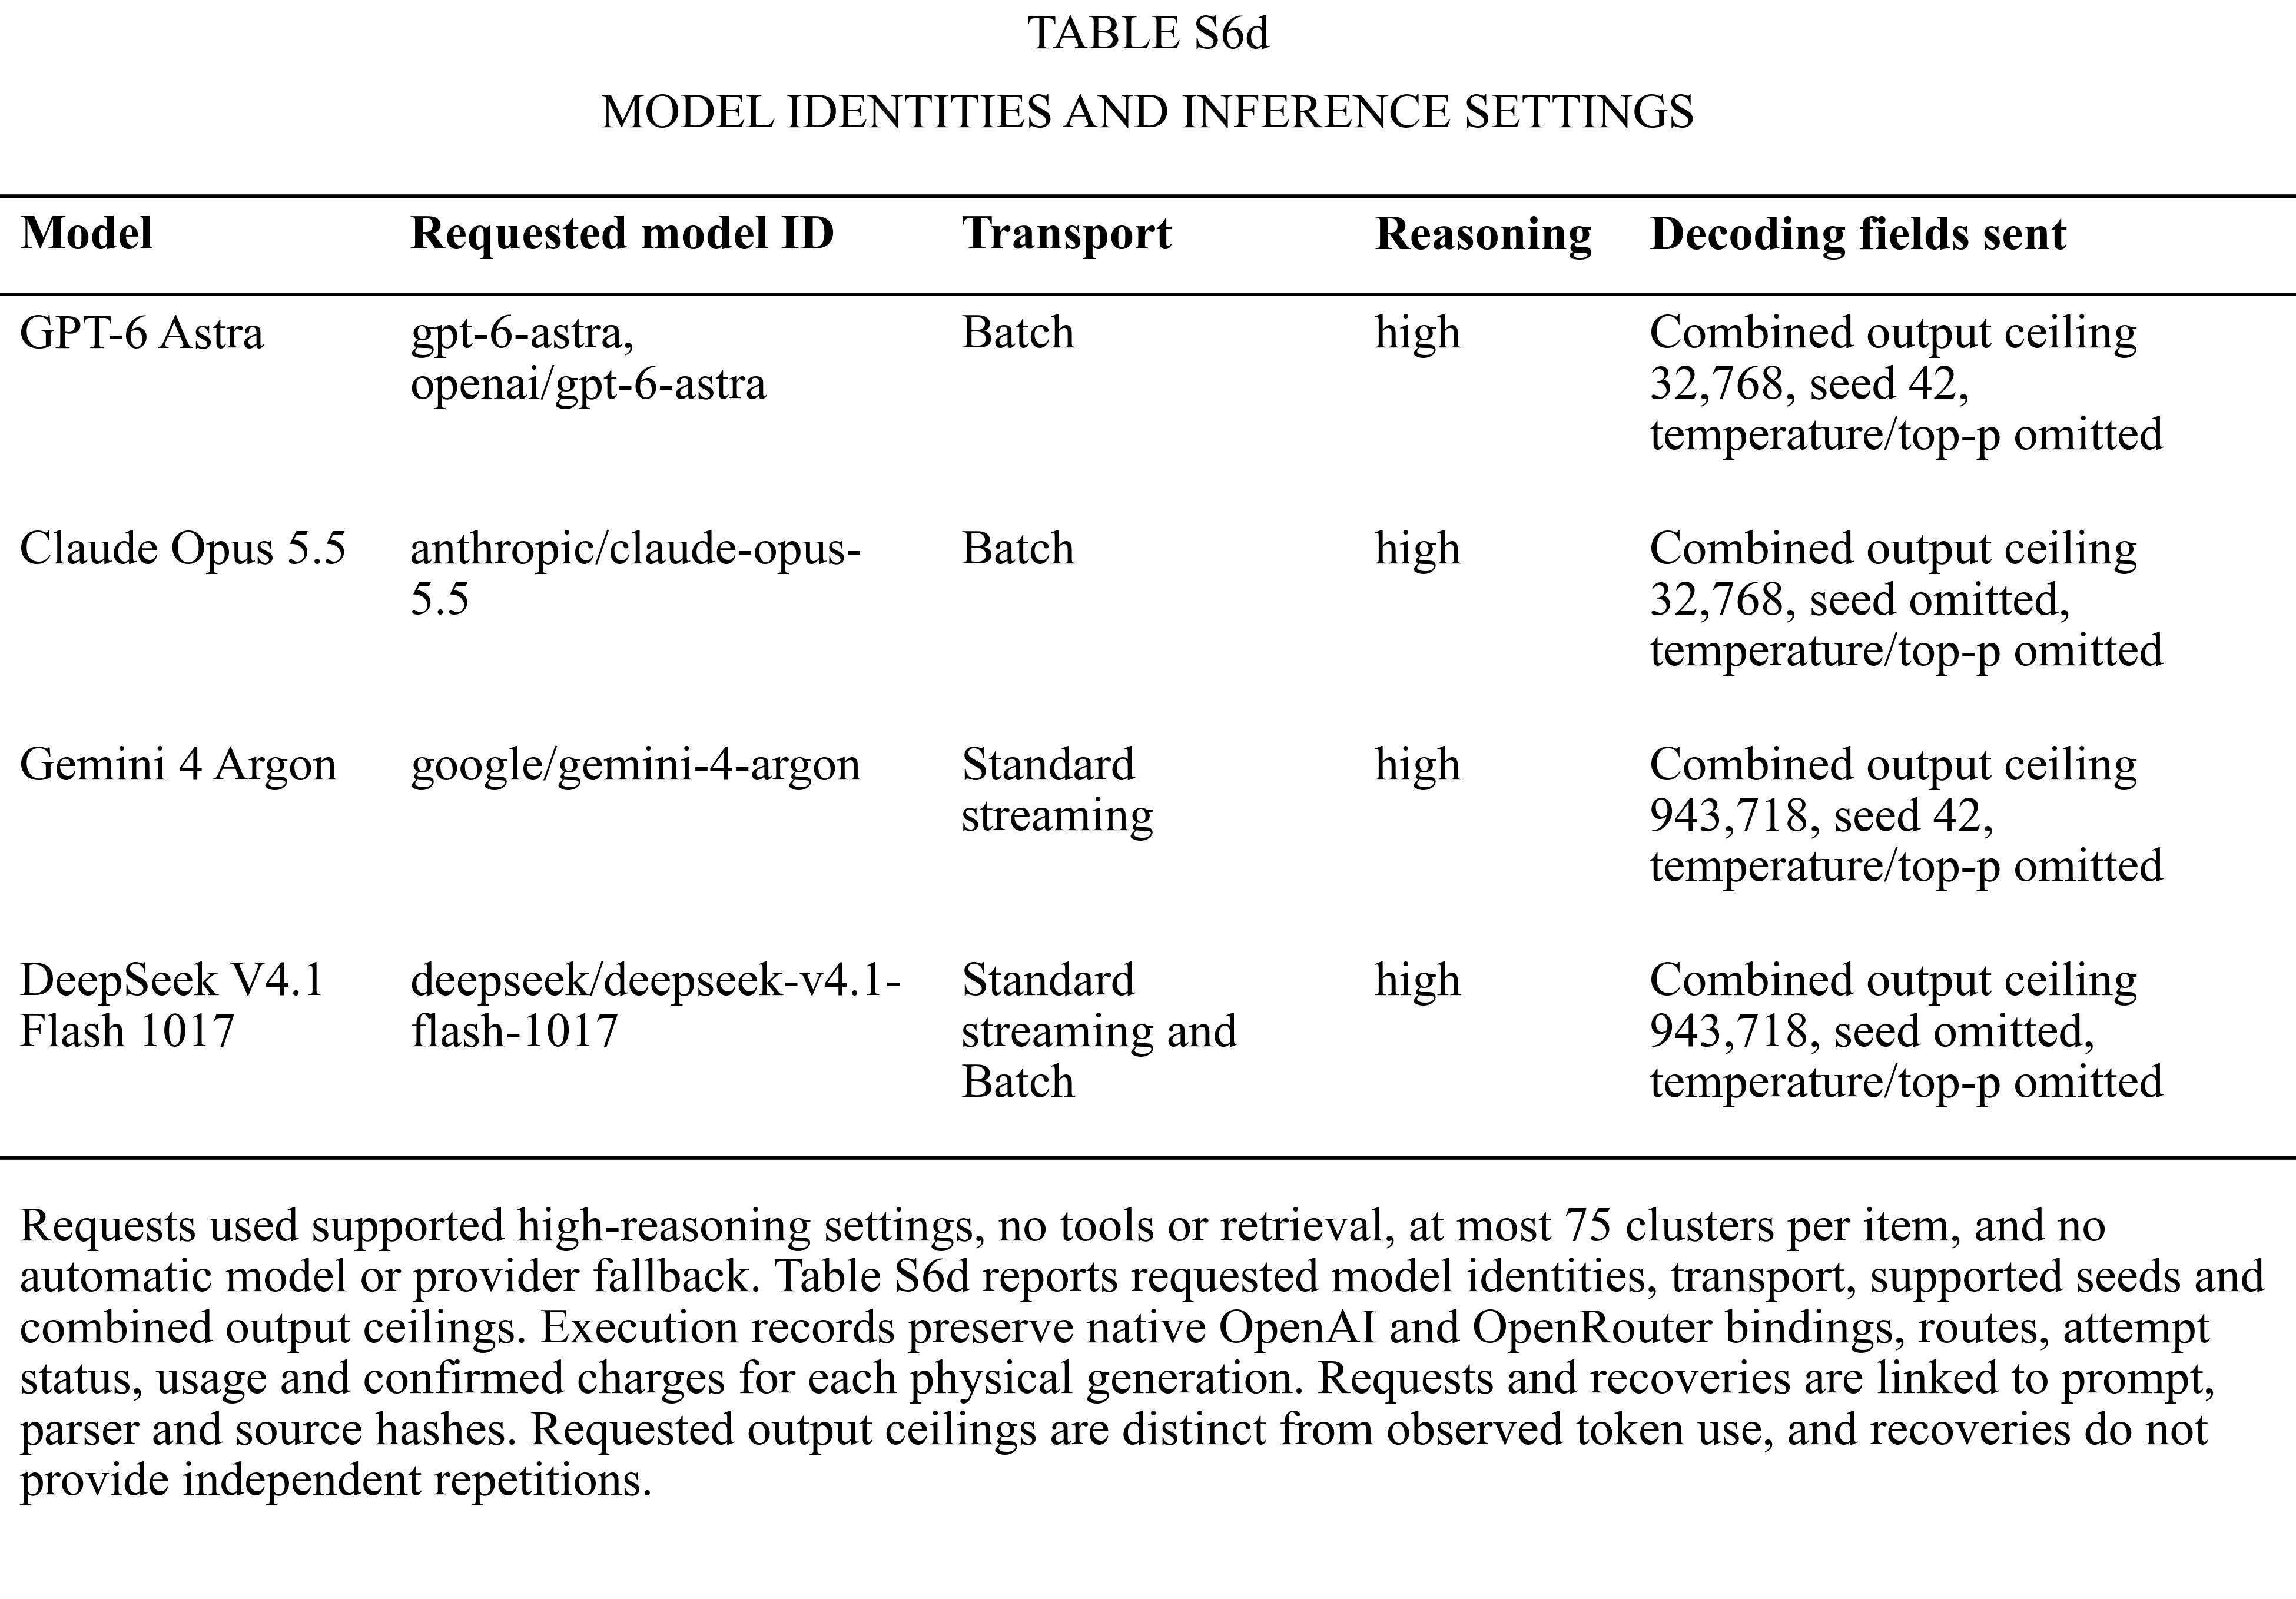 TABLE S6d
MODEL IDENTITIES AND INFERENCE SETTINGS
Model Requested model ID Transport Reasoning Decoding fields sent
GPT-6 Astra gpt-6-astra, Batch high Combined output ceiling
openai/gpt-6-astra 32,768, seed 42,
temperature/top-p omitted
Claude Opus 5.5 anthropic/claude-opus- Batch high Combined output ceiling
5.5 32,768, seed omitted,
temperature/top-p omitted
Gemini 4 Argon google/gemini-4-argon Standard high Combined output ceiling
streaming 943,718, seed 42,
temperature/top-p omitted
DeepSeek V4.1 deepseek/deepseek-v4.1- Standard high Combined output ceiling
Flash 1017 flash-1017 streaming and 943,718, seed omitted,
Batch temperature/top-p omitted
Requests used supported high-reasoning settings, no tools or retrieval, at most 75 clusters per item, and no
automatic model or provider fallback. Table S6d reports requested model identities, transport, supported seeds and
combined output ceilings. Execution records preserve native OpenAI and OpenRouter bindings, routes, attempt
status, usage and confirmed charges for each physical generation. Requests and recoveries are linked to prompt,
parser and source hashes. Requested output ceilings are distinct from observed token use, and recoveries do not
provide independent repetitions.